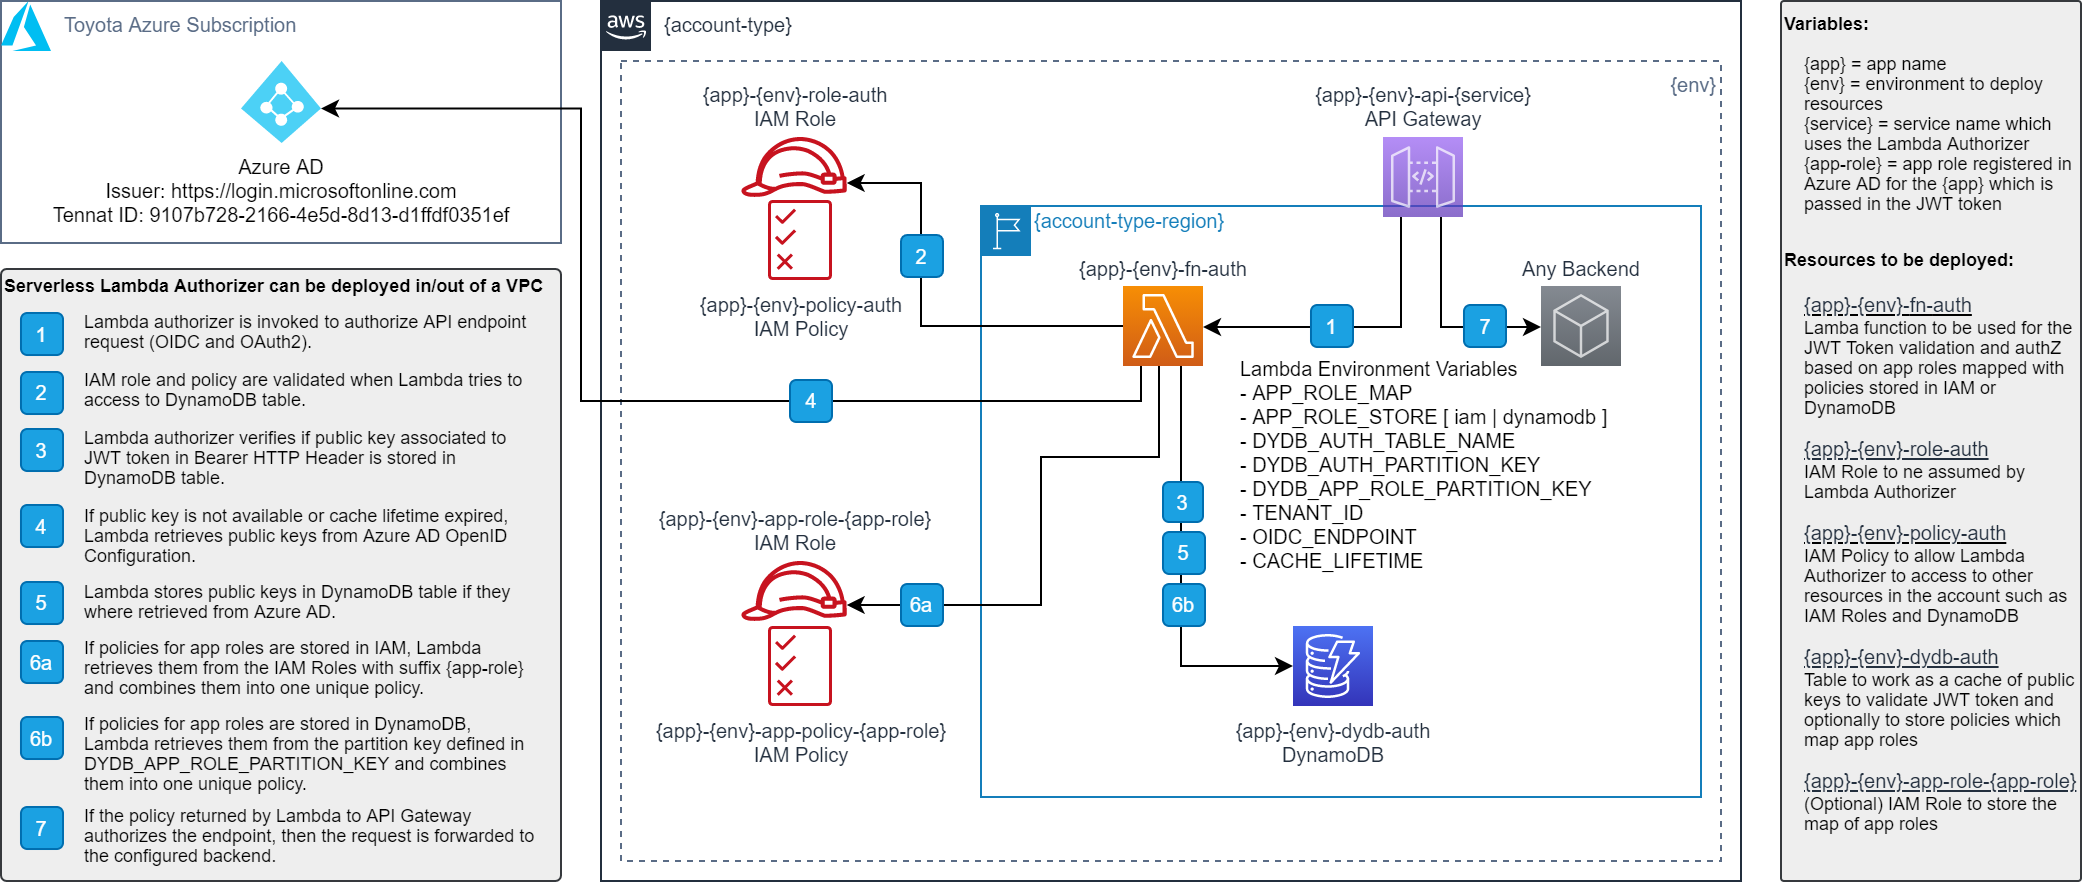 Toyota Azure Subscription
Azure AD
Issuer: https://login.microsoftonline.com
Tennat ID: 9107b728-2166-4e5d-8d13-d1ffdf0351ef
Serverless Lambda Authorizer can be deployed in/out of a VPC
1
Lambda authorizer is invoked to authorize API endpoint
request (OIDC and OAuth2).
2
IAM role and policy are validated when Lambda tries to
access to DynamoDB table.
3
Lambda authorizer verifies if public key associated to
JWT token in Bearer HTTP Header is stored in
DynamoDB table.
4
If public key is not available or cache lifetime expired,
Lambda retrieves public keys from Azure AD OpenID
Configuration.
5
Lambda stores public keys in DynamoDB table if they
where retrieved from Azure AD.
6a
If policies for app roles are stored in IAM, Lambda
retrieves them from the IAM Roles with suffix {app-role}
and combines them into one unique policy.
6b
If policies for app roles are stored in DynamoDB,
Lambda retrieves them from the partition key defined in
DYDB_APP_ROLE_PARTITION_KEY and combines
them into one unique policy.
7
If the policy returned by Lambda to API Gateway
authorizes the endpoint, then the request is forwarded to
the configured backend.
aws
{account-type}
{env}
{app}-{env}-role-auth
IAM Role
{app}-{env}-policy-auth
IAM Policy
2
{app}-{env}-api-{service}
API Gateway
</>
{account-type-region}
{app}-{env}-fn-auth
1
7
Any Backend
4
Lambda Environment Variables
- APP_ROLE_MAP
- APP_ROLE_STORE [ iam | dynamodb ]
- DYDB_AUTH_TABLE_NAME
- DYDB_AUTH_PARTITION_KEY
- DYDB_APP_ROLE_PARTITION_KEY
- TENANT_ID
- OIDC_ENDPOINT
- CACHE_LIFETIME
3
5
6b
{app}-{env}-app-role-{app-role}
IAM Role
6a
{app}-{env}-app-policy-{app-role}
IAM Policy
{app}-{env}-dydb-auth
DynamoDB
Variables:
{app} = app name
{env} = environment to deploy
resources
{service} = service name which
uses the Lambda Authorizer
{app-role} = app role registered in
Azure AD for the {app} which is
passed in the JWT token
Resources to be deployed:
{app}-{env}-fn-auth
Lamba function to be used for the
JWT Token validation and authZ
based on app roles mapped with
policies stored in IAM or
DynamoDB
{app}-{env}-role-auth
IAM Role to ne assumed by
Lambda Authorizer
{app}-{env}-policy-auth
IAM Policy to allow Lambda
Authorizer to access to other
resources in the account such as
IAM Roles and DynamoDB
{app}-{env}-dydb-auth
Table to work as a cache of public
keys to validate JWT token and
optionally to store policies which
map app roles
{app}-{env}-app-role-{app-role}
(Optional) IAM Role to store the
map of app roles